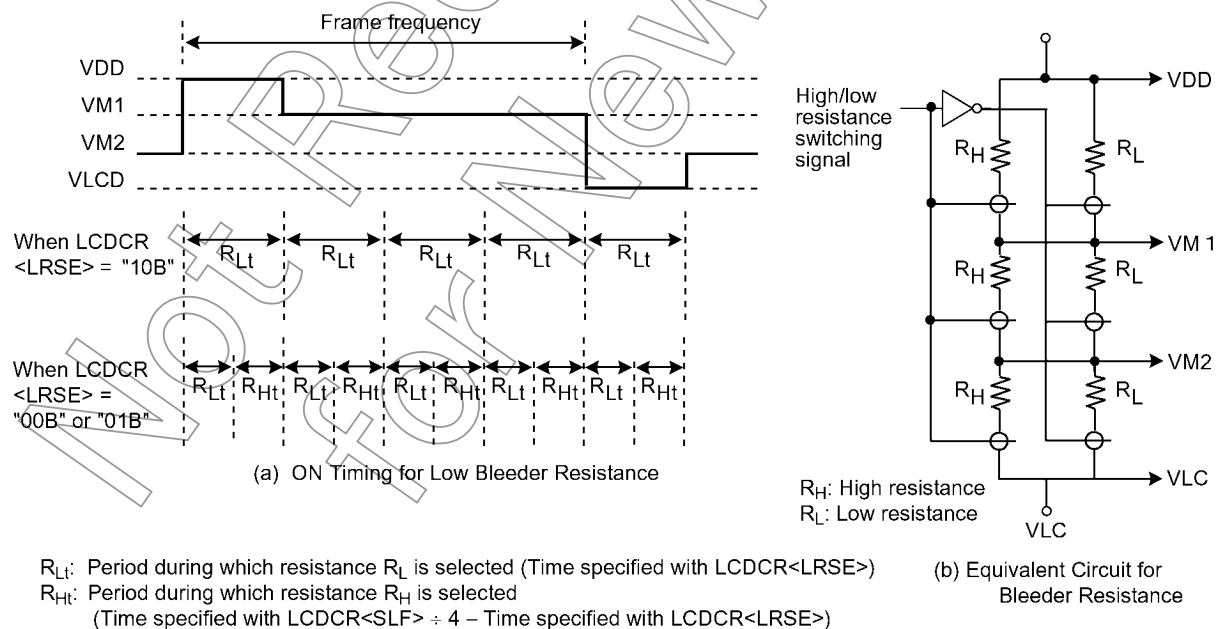 Frame frequency
VDD
VM1
VM2
VLCD
When LCDCR
<LRSE> = "10B"
RLt RLt RLt RLt RLt
When LCDCR
<LRSE> =
"00B" or "01B"
RLt RHt RLt RHt RLt RHt RLt RHt RLt RHt
(a) ON Timing for Low Bleeder Resistance
High/low
resistance
switching
signal
RH RL
VDD
VM 1
RH RL
VM2
RH RL
VLC
VLC
RH: High resistance
RL: Low resistance
(b) Equivalent Circuit for
Bleeder Resistance
RLt: Period during which resistance RL is selected (Time specified with LCDCR<LRSE>)
RHt: Period during which resistance RH is selected
(Time specified with LCDCR<SLF> ÷ 4 – Time specified with LCDCR<LRSE>)
Not Re
for New